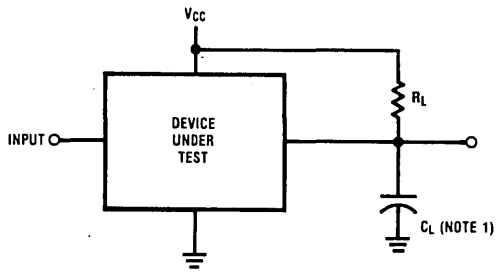 VCC
RL
DEVICE
UNDER
TEST
INPUT
CL (NOTE 1)